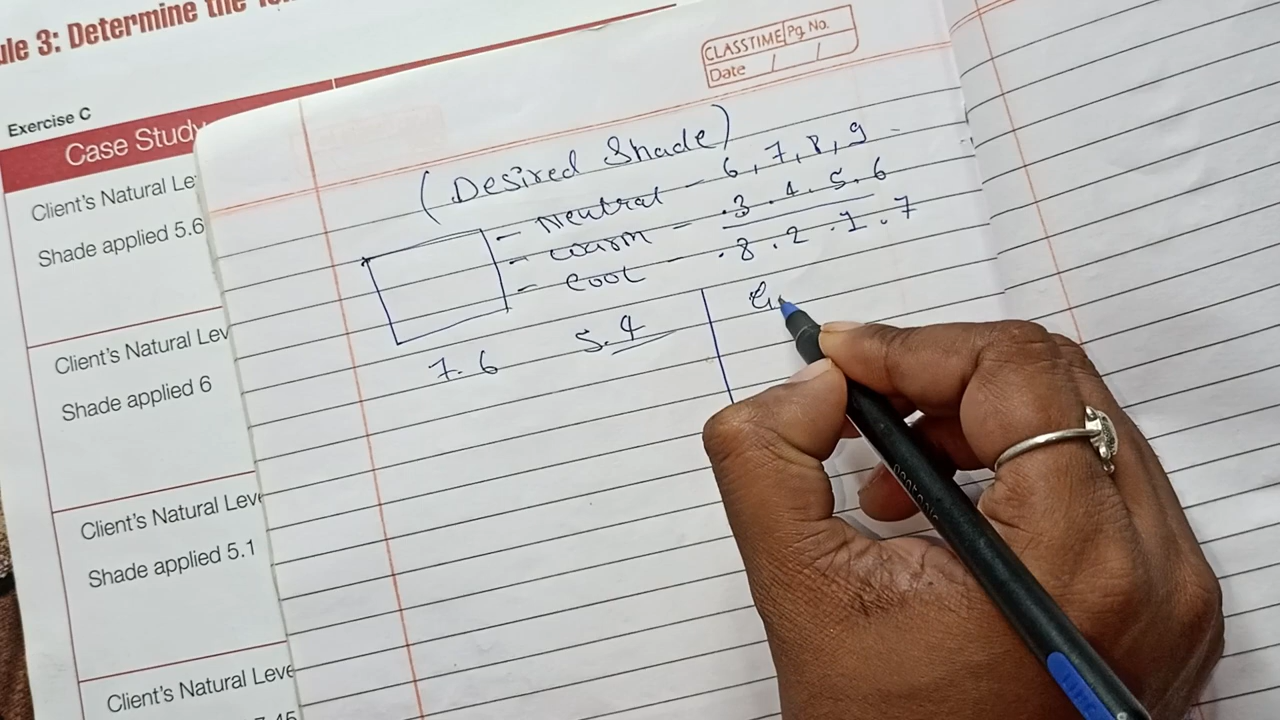 ule 3: Determine the
Exercise C
Case Study
Client's Natural Le
Shade applied 5.6
Client's Natural Lev
Shade applied 6
Client's Natural Leve
Shade applied 5.1
Client's Natural Leve
7.45
CLASSTIME Pg. No.
Date / /
(Desired Shade)
- Neutral - 6, 7, 8, 9
- warm - .3 .4 .5 .6
- cool - .8 .2 .1 .7
7.6 5.4